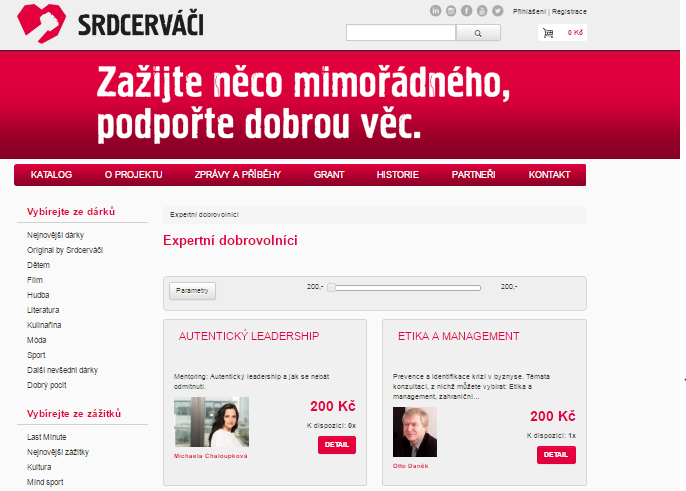 Přihlášení | Registrace
SRDCERVÁČI
0 Kč
Zažijte něco mimořádného,
podpořte dobrou věc.
KATALOG O PROJEKTU ZPRÁVY A PŘÍBĚHY GRANT HISTORIE PARTNEŘI KONTAKT
Vybírejte ze dárků
Nejnovější dárky
Original by Srdcerváči
Dětem
Film
Hudba
Literatura
Kulinařina
Móda
Sport
Další nevšední dárky
Dobrý pocit
Vybírejte ze zážitků
Last Minute
Nejnovější zážitky
Kultura
Mind sport
Expertní dobrovolníci
Expertní dobrovolníci
Parametry 200,- 200,-
AUTENTICKÝ LEADERSHIP
Mentoring: Autentický leadership a jak se nebát
odmítnutí.
200 Kč
K dispozici: 0x
DETAIL
Michaela Chaloupková
ETIKA A MANAGEMENT
Prevence a identifikace krizí v byznyse. Témata
konzultací, z nichž můžete vybírat: Etika a
management, zahraniční...
200 Kč
K dispozici: 1x
DETAIL
Otto Daněk